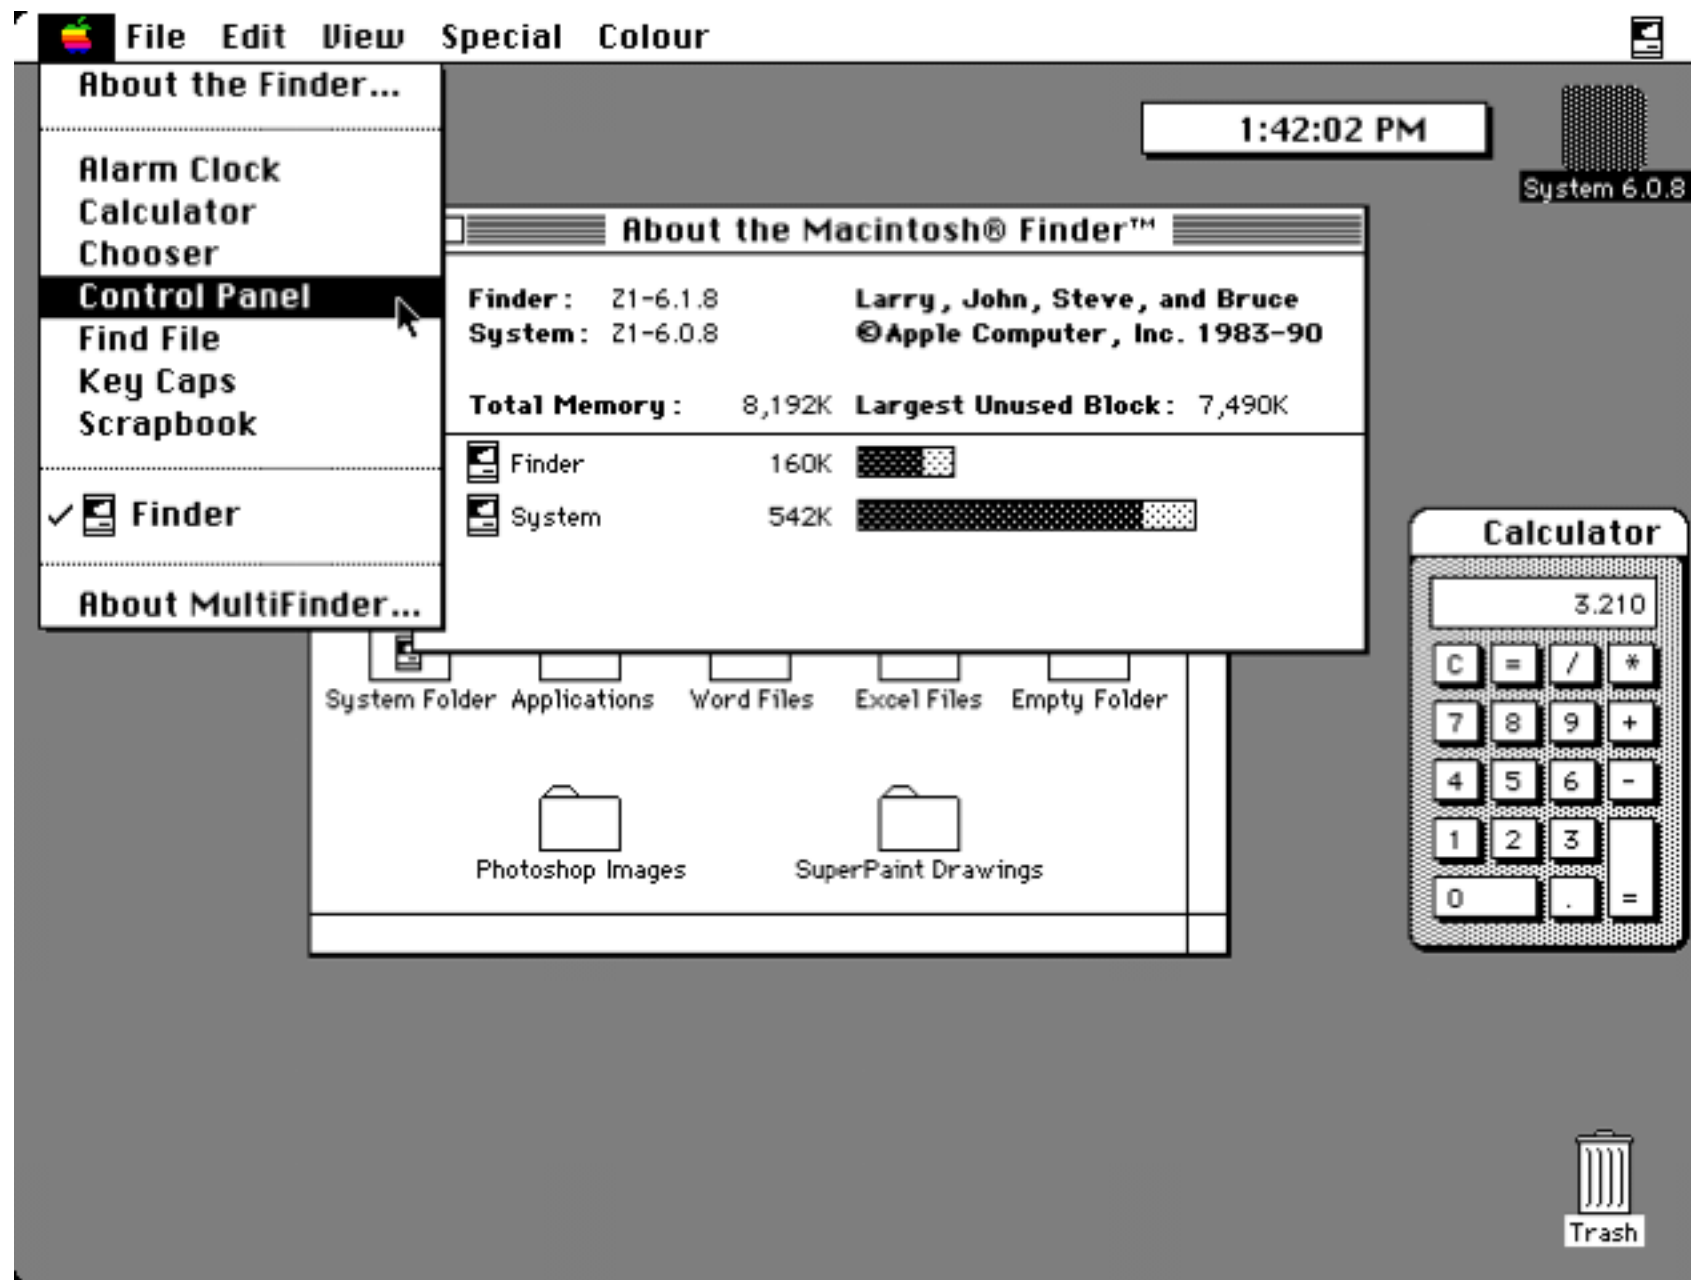 File Edit View Special Colour
About the Finder...
Alarm Clock
Calculator
Chooser
Control Panel
Find File
Key Caps
Scrapbook
✓ Finder
About MultiFinder...
1:42:02 PM
System 6.0.8
About the Macintosh® Finder™
Finder: Z1-6.1.8 Larry, John, Steve, and Bruce
System: Z1-6.0.8 ©Apple Computer, Inc. 1983-90
Total Memory: 8,192K Largest Unused Block: 7,490K
Finder 160K
System 542K
System Folder Applications Word Files Excel Files Empty Folder
Photoshop Images SuperPaint Drawings
Calculator
3.210
C = / *
7 8 9 +
4 5 6 -
1 2 3
0 . =
Trash